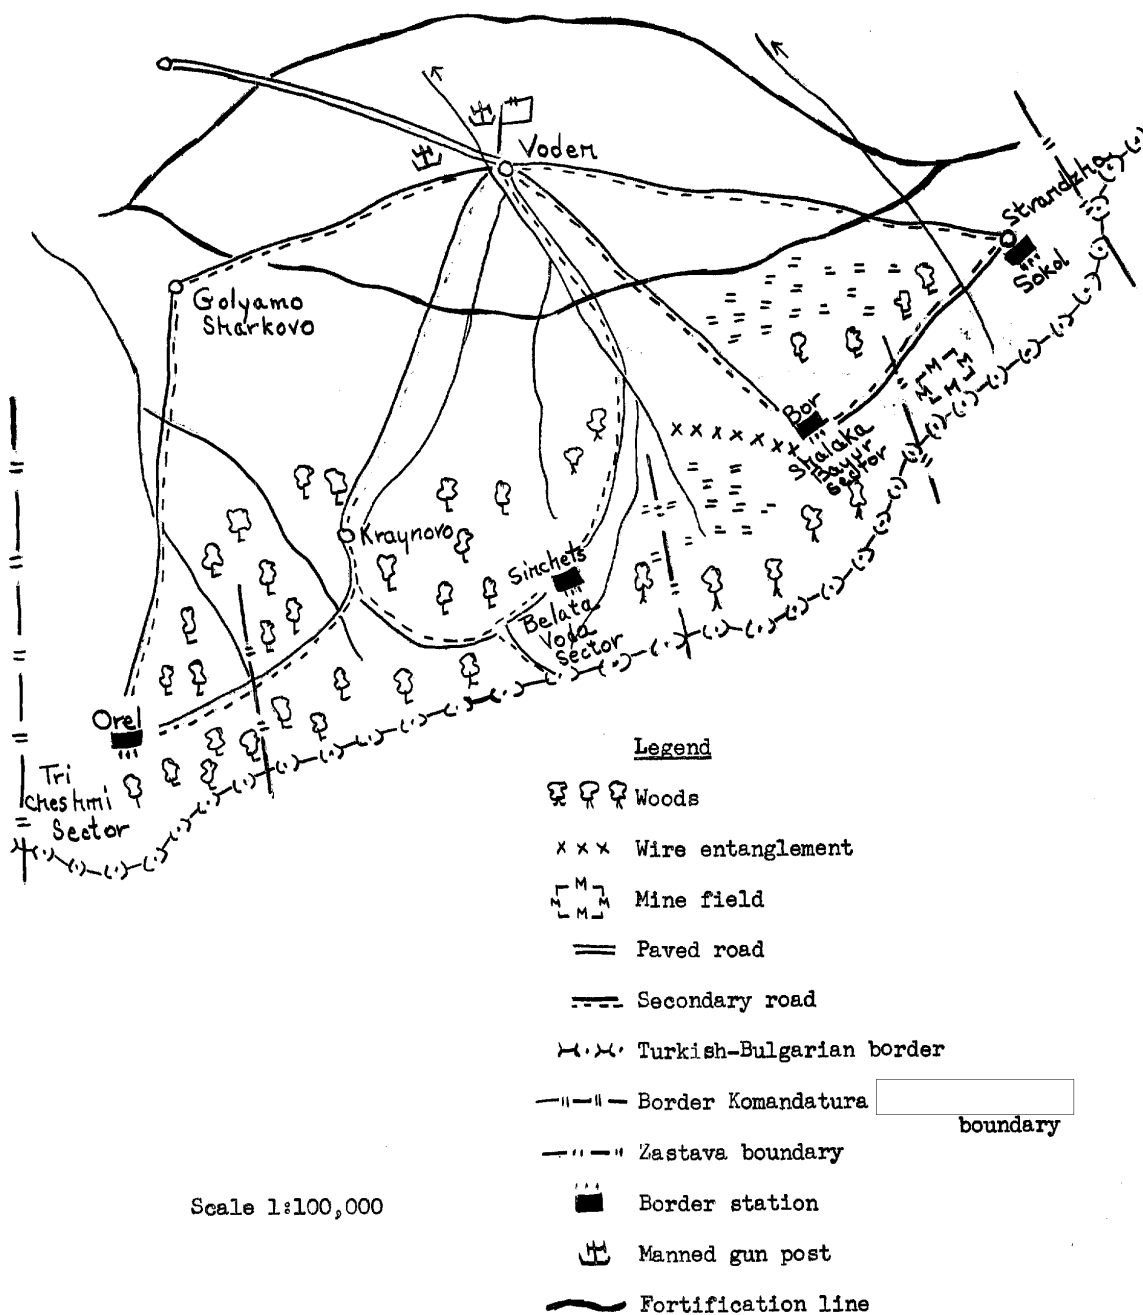 Voden
Strandzha
Sokol
Golyamo
Sharkovo
Bor
Shalaka
Bayur
Sector
Kraynovo
Sinchets
Belata
Voda
Sector
Orel
Tri
Cheshmi
Sector
M
M
M
M
Legend
Woods
x x x Wire entanglement
M
M M
M
Mine field
Paved road
Secondary road
Turkish-Bulgarian border
Border Komandatura
boundary
Zastava boundary
Border station
Manned gun post
Fortification line
Scale 1:100,000